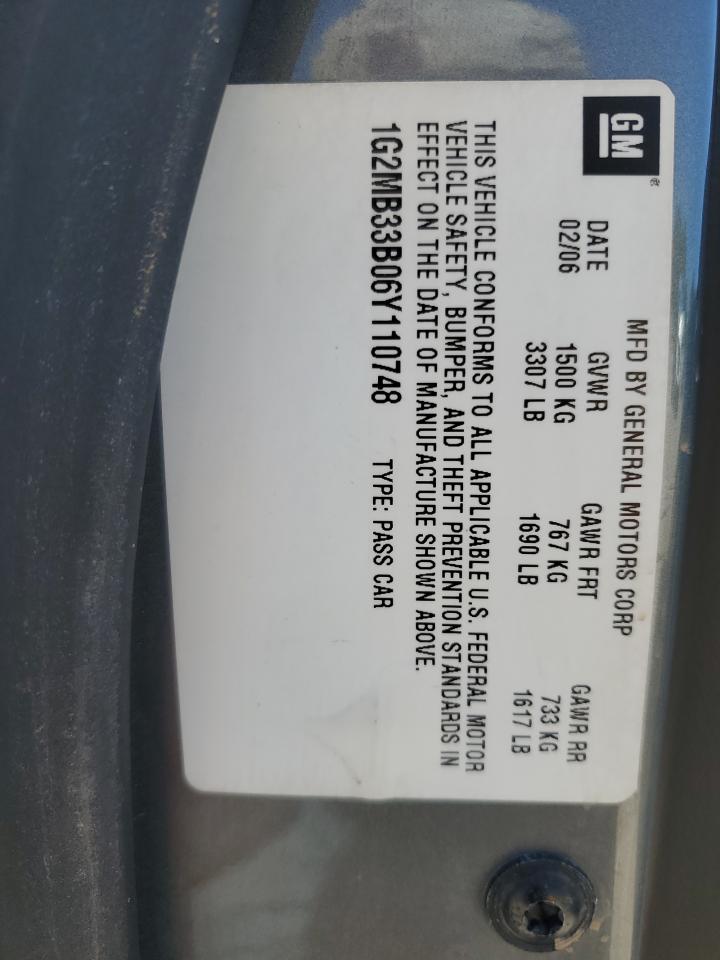 GM
MFD BY GENERAL MOTORS CORP
DATE GVWR GAWR FRT GAWR RR
02/06 1500 KG 767 KG 733 KG
3307 LB 1690 LB 1617 LB
THIS VEHICLE CONFORMS TO ALL APPLICABLE U.S. FEDERAL MOTOR
VEHICLE SAFETY, BUMPER, AND THEFT PREVENTION STANDARDS IN
EFFECT ON THE DATE OF MANUFACTURE SHOWN ABOVE.
1G2MB33B06Y110748 TYPE: PASS CAR